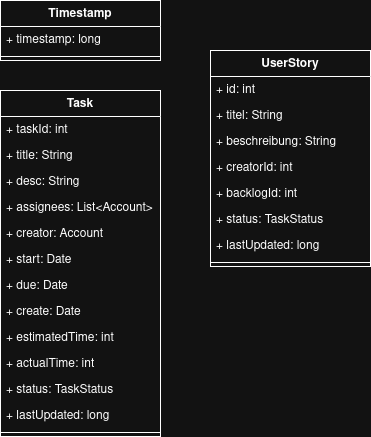 Timestamp
+ timestamp: long
Task
+ taskId: int
+ title: String
+ desc: String
+ assignees: List<Account>
+ creator: Account
+ start: Date
+ due: Date
+ create: Date
+ estimatedTime: int
+ actualTime: int
+ status: TaskStatus
+ lastUpdated: long
UserStory
+ id: int
+ titel: String
+ beschreibung: String
+ creatorId: int
+ backlogId: int
+ status: TaskStatus
+ lastUpdated: long